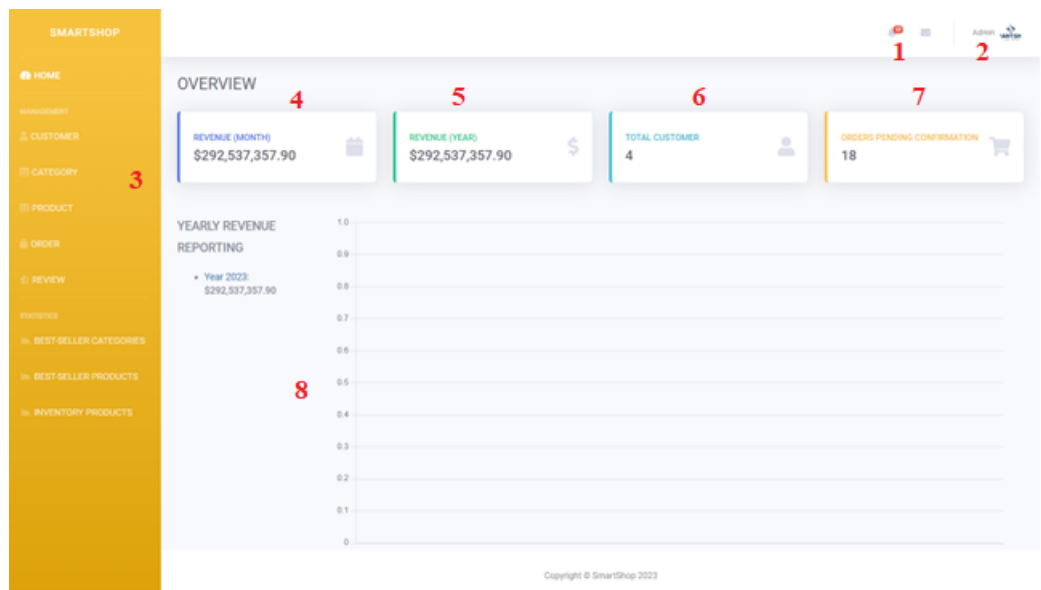 SMARTSHOP
Admin
1
2
3
HOME
MANAGEMENT
CUSTOMER
CATEGORY
PRODUCT
ORDER
REVIEW
STATISTICS
BEST-SELLER CATEGORIES
BEST-SELLER PRODUCTS
INVENTORY PRODUCTS
OVERVIEW
4
REVENUE (MONTH)
$292,537,357.90
5
REVENUE (YEAR)
$292,537,357.90
6
TOTAL CUSTOMER
4
7
ORDERS PENDING CONFIRMATION
18
YEARLY REVENUE
REPORTING
Year 2023:
$292,537,357.90
8
1.0
0.9
0.8
0.7
0.6
0.5
0.4
0.3
0.2
0.1
0
Copyright © SmartShop 2023